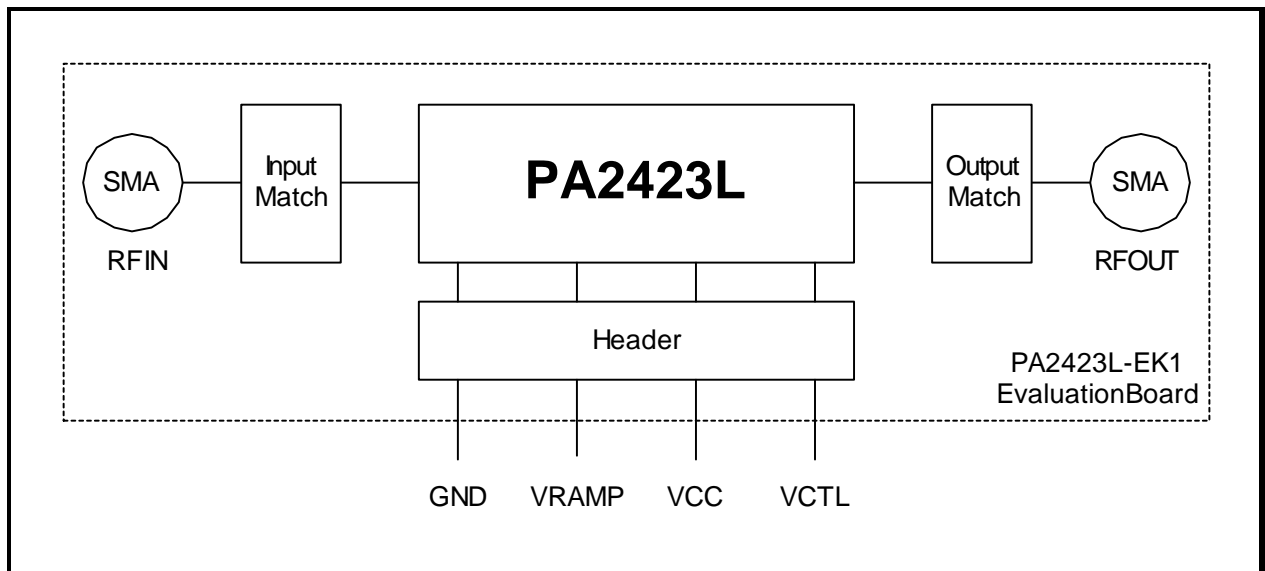 SMA
Input
Match
PA2423L
Output
Match
SMA
RFIN
RFOUT
Header
PA2423L-EK1
EvaluationBoard
GND VRAMP VCC VCTL